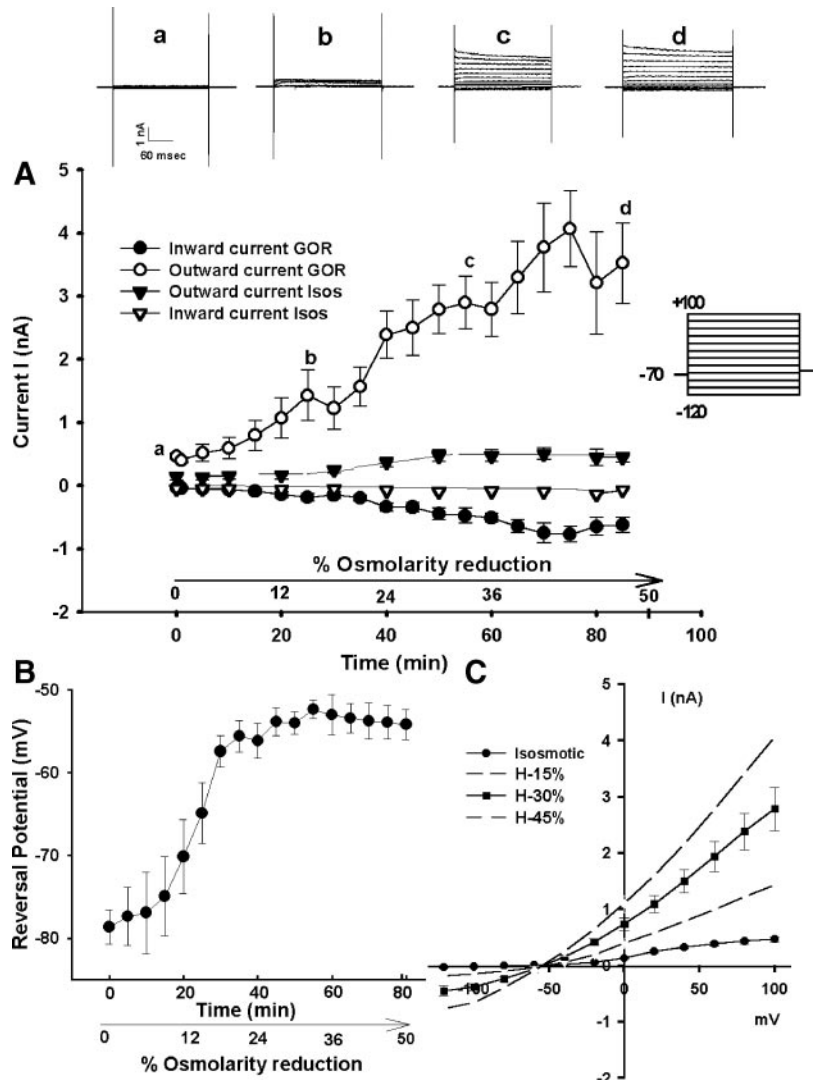 a b c d
1 nA
60 msec
A
5
4
3
2
1
0
-1
-2
Current I (nA)
Inward current GOR
Outward current GOR
Outward current Isos
Inward current Isos
a
b
c
d
+100
-70
-120
% Osmolarity reduction
0 12 24 36 50
0 20 40 60 80 100
Time (min)
B
-50
-60
-70
-80
Reversal Potential (mV)
0 20 40 60 80
Time (min)
0 12 24 36 50
% Osmolarity reduction
C
I (nA)
5
4
3
2
1
0
-1
-2
Isosmotic
H-15%
H-30%
H-45%
-100 -50 0 50 100
mV